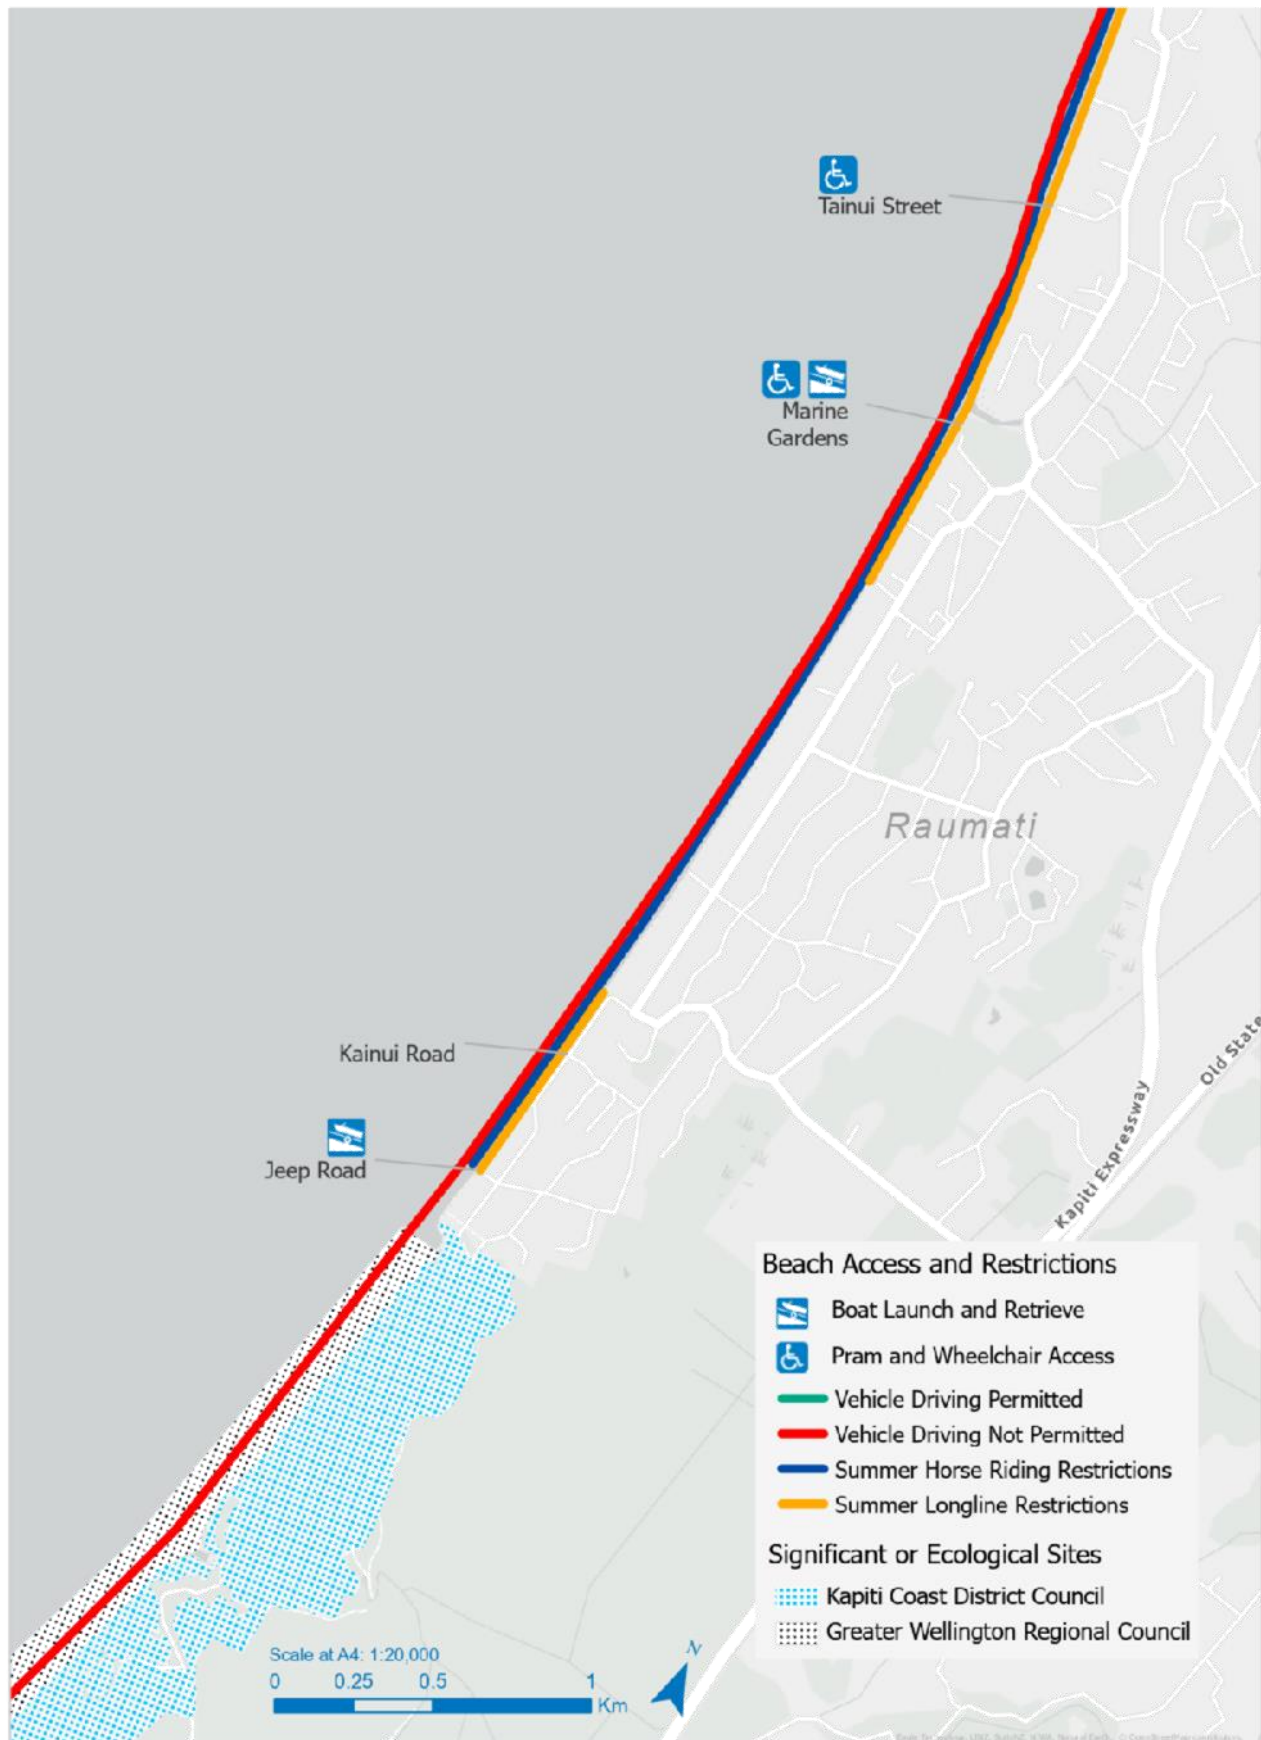 Tainui Street
Marine
Gardens
Raumati
Kainui Road
Jeep Road
Kapiti Expressway
Old State
Beach Access and Restrictions
Boat Launch and Retrieve
Pram and Wheelchair Access
Vehicle Driving Permitted
Vehicle Driving Not Permitted
Summer Horse Riding Restrictions
Summer Longline Restrictions
Significant or Ecological Sites
Kapiti Coast District Council
Greater Wellington Regional Council
Scale at A4: 1:20,000
0 0.25 0.5 1
Km
N